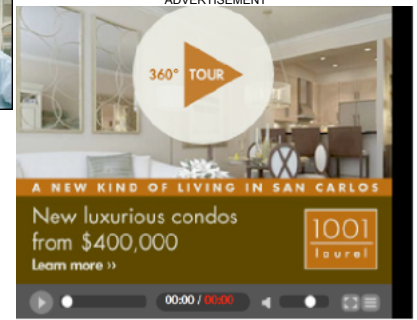 ADVERTISEMENT
360° TOUR
A NEW KIND OF LIVING IN SAN CARLOS
New luxurious condos
from $400,000
Learn more ››
1001
laurel
00:00 / 00:00